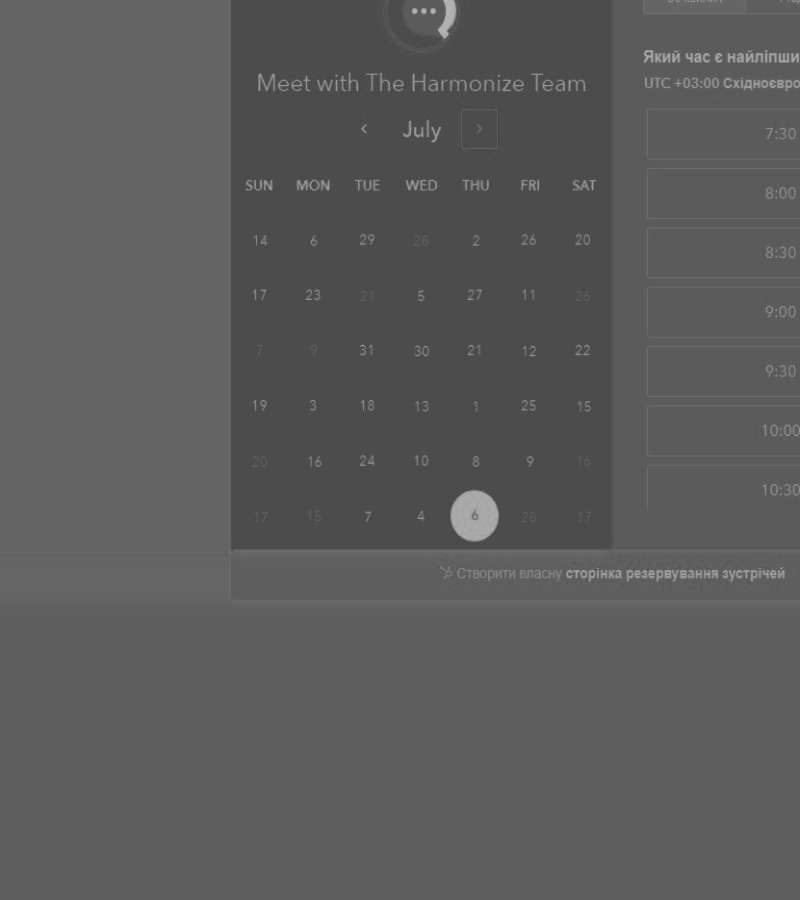 Meet with The Harmonize Team
July
SUN MON TUE WED THU FRI SAT
14 6 29 28 2 26 20
17 23 21 5 27 11 26
7 9 31 30 21 12 22
19 3 18 13 1 25 15
20 16 24 10 8 9 16
17 15 7 4 6 28 17
Який час є найліпши
UTC +03:00 Східноєвро
7:30
8:00
8:30
9:00
9:30
10:00
10:30
Створити власну сторінка резервування зустрічей